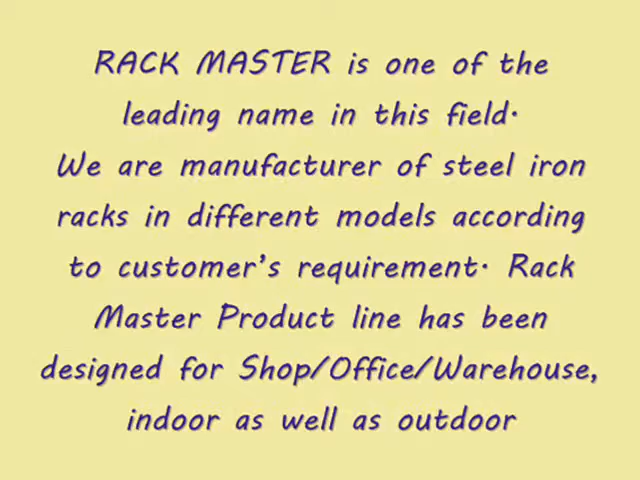 RACK MASTER is one of the
leading name in this field.
We are manufacturer of steel iron
racks in different models according
to customer's requirement. Rack
Master Product line has been
designed for Shop/Office/Warehouse,
indoor as well as outdoor